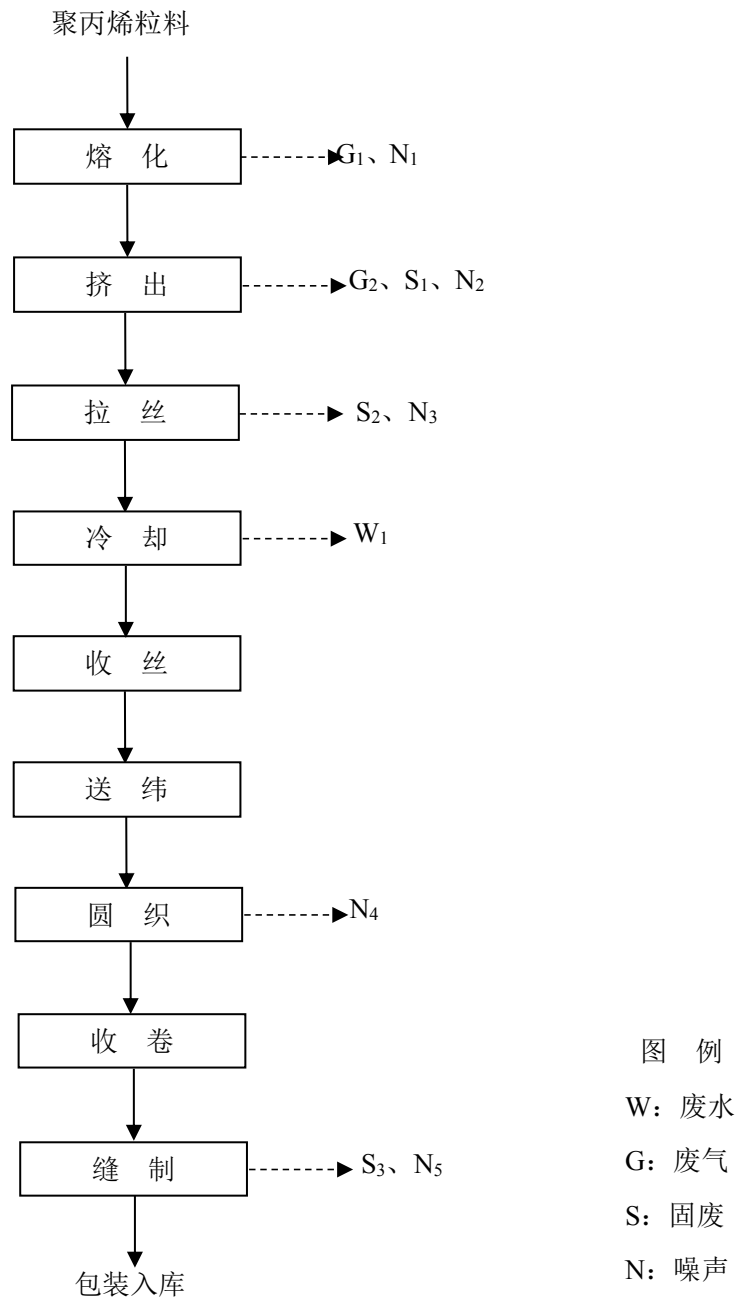 聚丙烯粒料
熔 化
G₁、N₁
挤 出
G₂、S₁、N₂
拉 丝
S₂、N₃
冷 却
W₁
收 丝
送 纬
圆 织
N₄
收 卷
缝 制
S₃、N₅
包装入库
图 例
W：废水
G：废气
S：固废
N：噪声